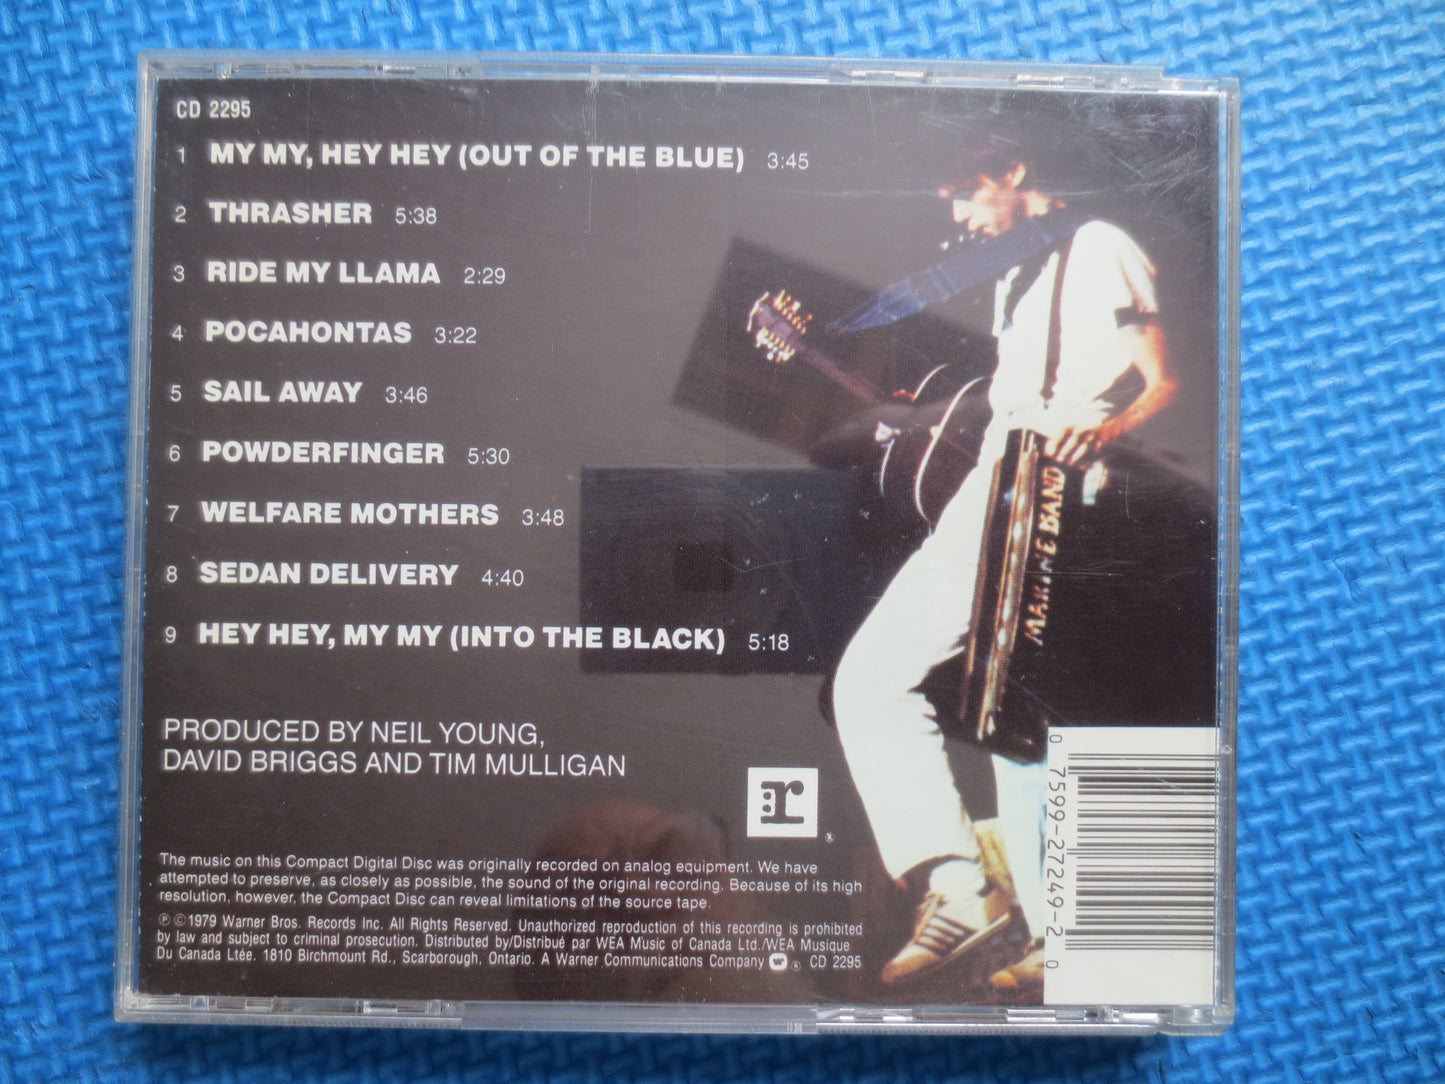 CD 2295
1 MY MY, HEY HEY (OUT OF THE BLUE) 3:45
2 THRASHER 5:38
3 RIDE MY LLAMA 2:29
4 POCAHONTAS 3:22
5 SAIL AWAY 3:46
6 POWDERFINGER 5:30
7 WELFARE MOTHERS 3:48
8 SEDAN DELIVERY 4:40
9 HEY HEY, MY MY (INTO THE BLACK) 5:18
MARINE BAND
PRODUCED BY NEIL YOUNG,
DAVID BRIGGS AND TIM MULLIGAN
:r
®
The music on this Compact Digital Disc was originally recorded on analog equipment. We have
attempted to preserve, as closely as possible, the sound of the original recording. Because of its high
resolution, however, the Compact Disc can reveal limitations of the source tape.
℗©1979 Warner Bros. Records Inc. All Rights Reserved. Unauthorized reproduction of this recording is prohibited
by law and subject to criminal prosecution. Distributed by/Distribué par WEA Music of Canada Ltd./WEA Musique
Du Canada Ltée. 1810 Birchmount Rd., Scarborough, Ontario. A Warner Communications Company ® CD 2295
0 7599-27249-2 0